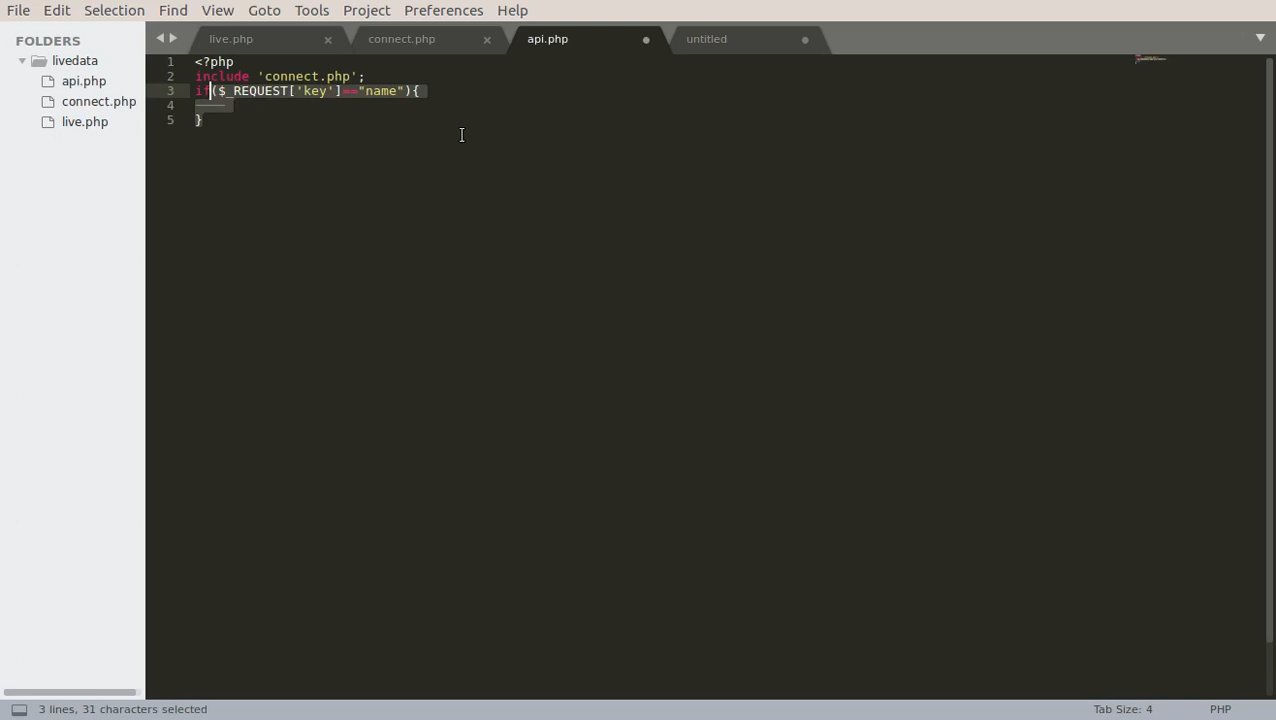 File Edit Selection Find View Goto Tools Project Preferences Help
FOLDERS
livedata
api.php
connect.php
live.php
live.php × connect.php × api.php untitled
1 <?php
2 include 'connect.php';
3 if($_REQUEST['key']=="name"){
4
5 }
3 lines, 31 characters selected Tab Size: 4 PHP